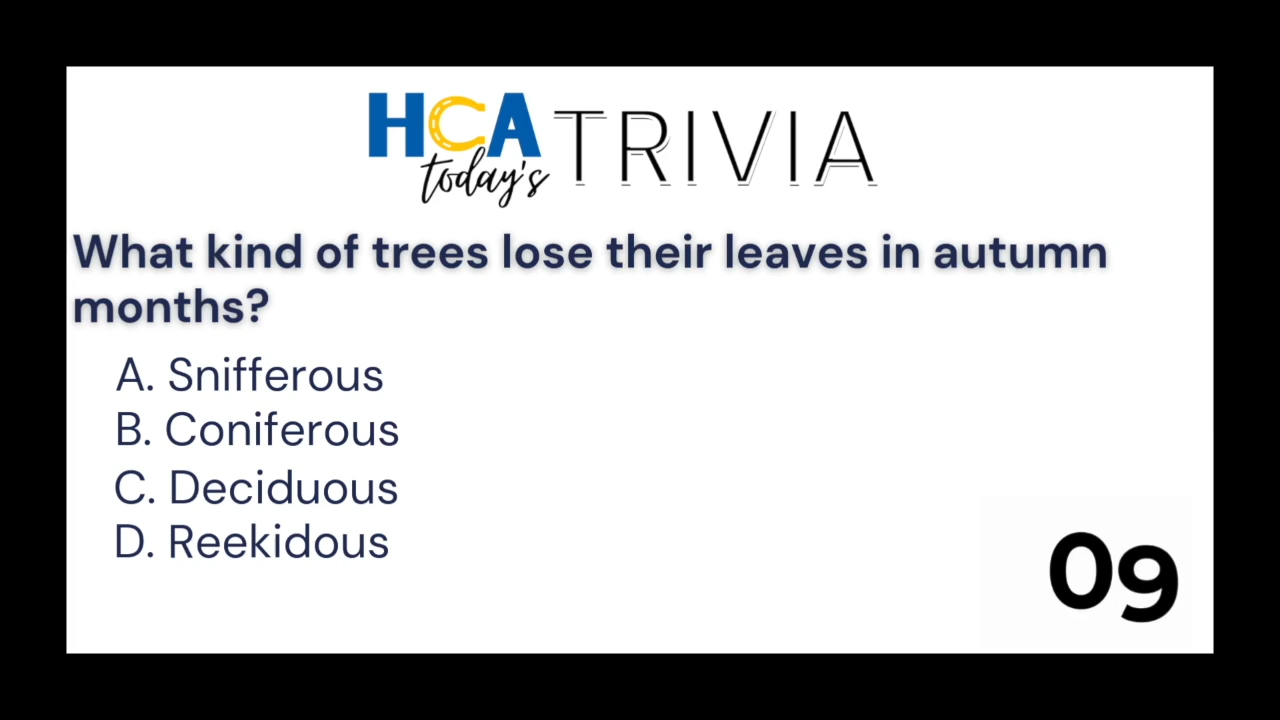 HCA TRIVIA
today's
What kind of trees lose their leaves in autumn
months?
A. Snifferous
B. Coniferous
C. Deciduous
D. Reekidous
09